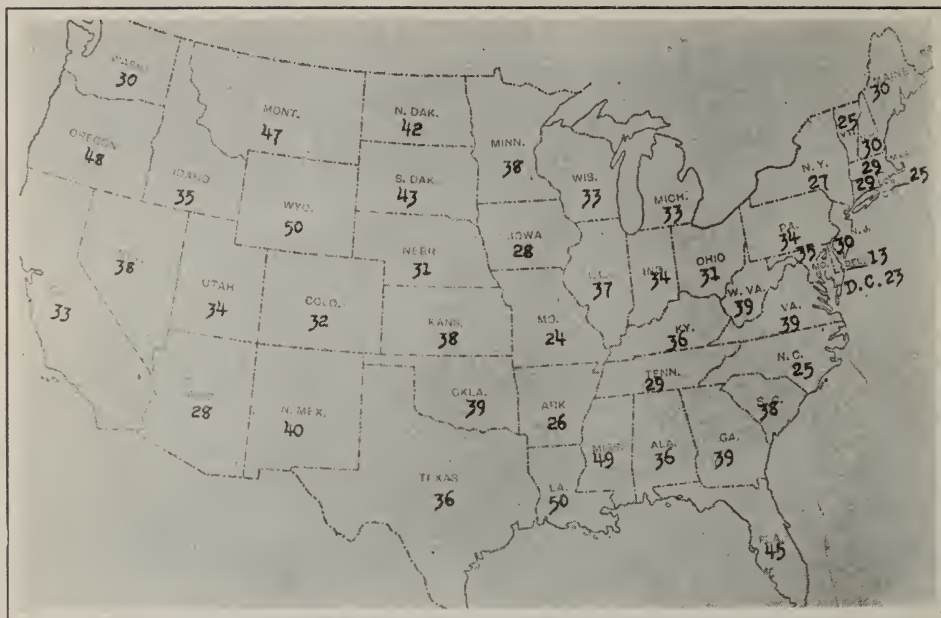 WASH.
30
MAINE
30
MONT.
47
N. DAK.
42
MINN.
38
25
VT.
30
OREGON
48
IDAHO
35
WYO.
50
S. DAK.
43
WIS.
33
MICH.
33
N. Y.
27
29
29
25
NEBR.
31
IOWA
28
38
33
UTAH
34
COLO.
32
KANS.
38
MO.
24
ILL.
37
IND.
34
OHIO
31
PA.
34
35
N.J.
30
DEL. 13
D.C. 23
W. VA.
39
VA.
39
KY.
36
N. C.
25
TENN.
29
28
N. MEX.
40
OKLA.
39
ARK.
26
S. C.
38
MISS.
49
ALA.
36
GA.
39
TEXAS
36
LA.
50
FLA.
45